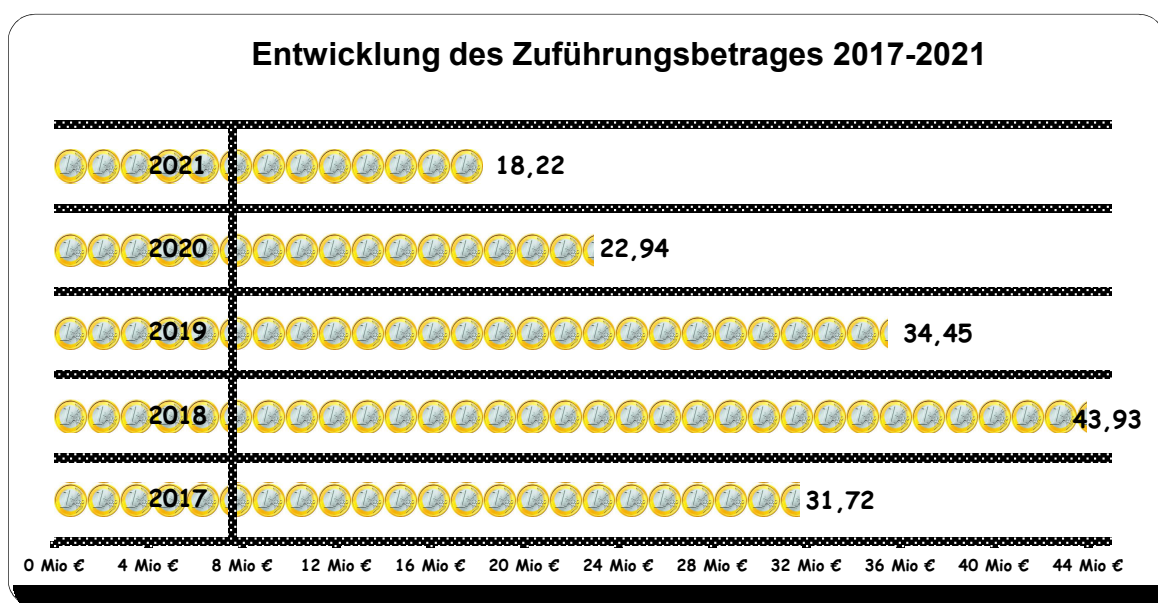 Entwicklung des Zuführungsbetrages 2017-2021
2021 18,22
2020 22,94
2019 34,45
2018 43,93
2017 31,72
0 Mio € 4 Mio € 8 Mio € 12 Mio € 16 Mio € 20 Mio € 24 Mio € 28 Mio € 32 Mio € 36 Mio € 40 Mio € 44 Mio €